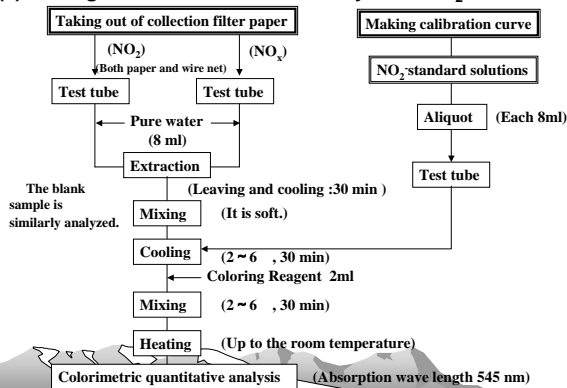 Taking out of collection filter paper
(NO2)
(NOx)
(Both paper and wire net)
Test tube
Test tube
Pure water
(8 ml)
Extraction
(Leaving and cooling :30 min )
The blank
sample is
similarly analyzed.
Mixing
(It is soft.)
Cooling
(2 ~ 6 , 30 min)
Coloring Reagent 2ml
Mixing
(2 ~ 6 , 30 min)
Heating
(Up to the room temperature)
Colorimetric quantitative analysis
(Absorption wave length 545 nm)
Making calibration curve
NO2-standard solutions
Aliquot
(Each 8ml)
Test tube